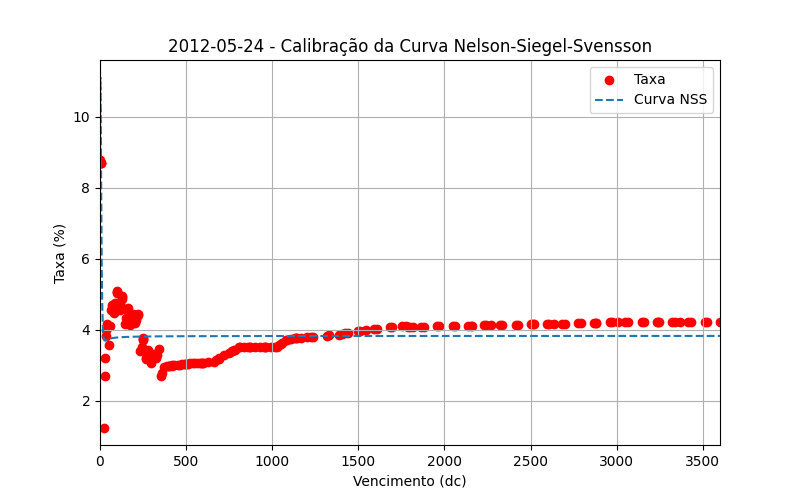 2012-05-24 - Calibração da Curva Nelson-Siegel-Svensson
Taxa
Curva NSS
10
8
6
4
2
Taxa (%)
0
500
1000
1500
2000
2500
3000
3500
Vencimento (dc)